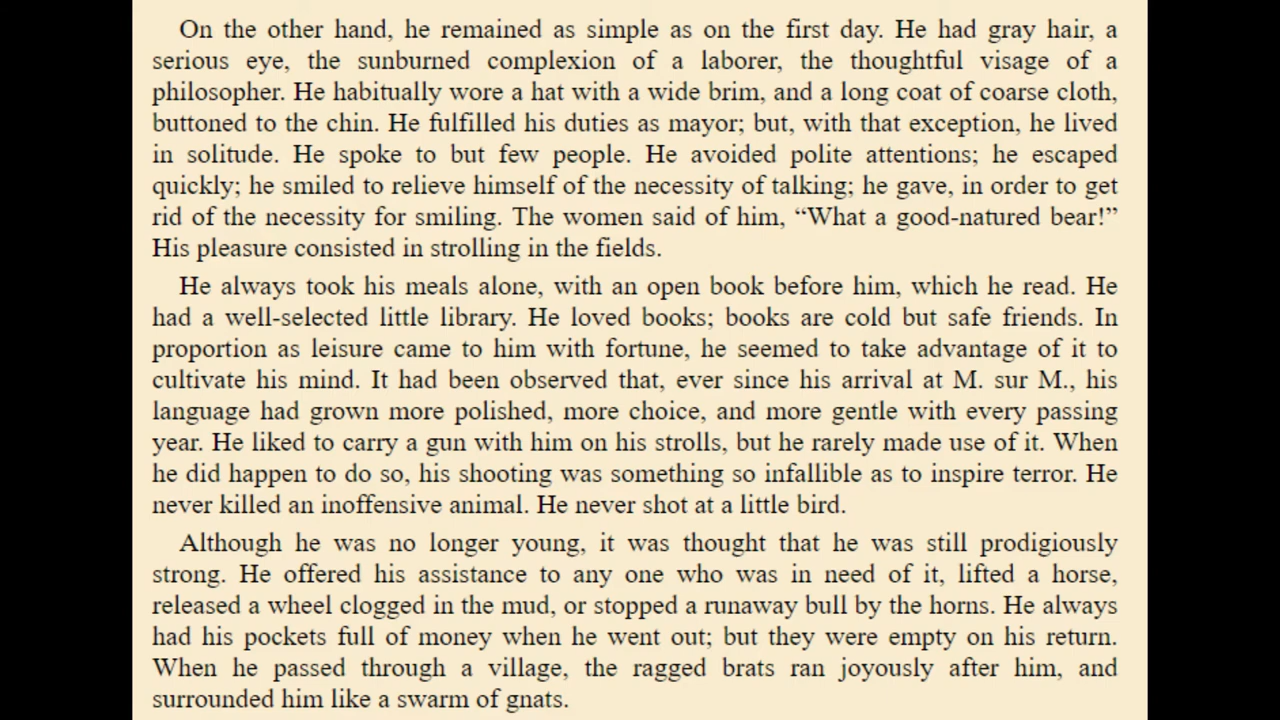 On the other hand, he remained as simple as on the first day. He had gray hair, a
serious eye, the sunburned complexion of a laborer, the thoughtful visage of a
philosopher. He habitually wore a hat with a wide brim, and a long coat of coarse cloth,
buttoned to the chin. He fulfilled his duties as mayor; but, with that exception, he lived
in solitude. He spoke to but few people. He avoided polite attentions; he escaped
quickly; he smiled to relieve himself of the necessity of talking; he gave, in order to get
rid of the necessity for smiling. The women said of him, “What a good-natured bear!”
His pleasure consisted in strolling in the fields.
He always took his meals alone, with an open book before him, which he read. He
had a well-selected little library. He loved books; books are cold but safe friends. In
proportion as leisure came to him with fortune, he seemed to take advantage of it to
cultivate his mind. It had been observed that, ever since his arrival at M. sur M., his
language had grown more polished, more choice, and more gentle with every passing
year. He liked to carry a gun with him on his strolls, but he rarely made use of it. When
he did happen to do so, his shooting was something so infallible as to inspire terror. He
never killed an inoffensive animal. He never shot at a little bird.
Although he was no longer young, it was thought that he was still prodigiously
strong. He offered his assistance to any one who was in need of it, lifted a horse,
released a wheel clogged in the mud, or stopped a runaway bull by the horns. He always
had his pockets full of money when he went out; but they were empty on his return.
When he passed through a village, the ragged brats ran joyously after him, and
surrounded him like a swarm of gnats.